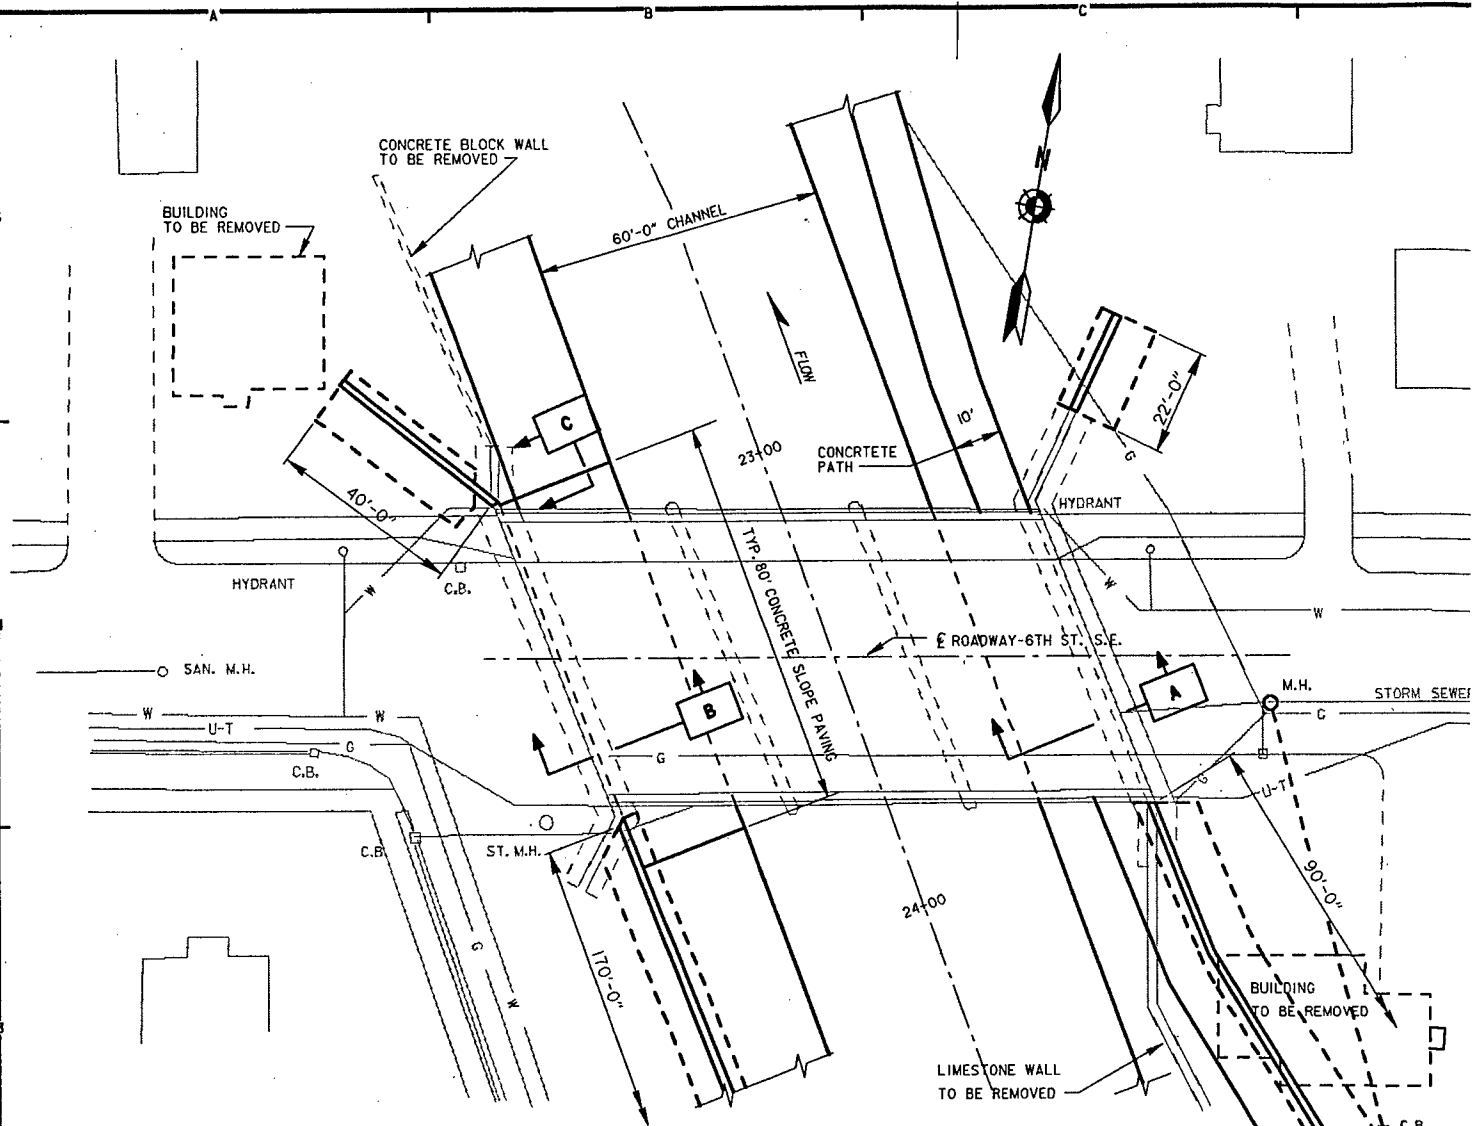 A
B
C
CONCRETE BLOCK WALL
TO BE REMOVED
BUILDING
TO BE REMOVED
60'-0" CHANNEL
N
FLOW
C
10'
22'-0"
23+00
CONCRTETE
PATH
G
40'-0"
HYDRANT
HYDRANT
C.B.
W
W
W
TYP. 80' CONCRETE SLOPE PAVING
℄ ROADWAY-6TH ST. S.E.
SAN. M.H.
A
M.H.
STORM SEWER
B
W
W
G
U-T
G
G
C.B.
G
U-T
C.B.
ST. M.H.
90'-0"
24+00
G
W
170'-0"
BUILDING
TO BE REMOVED
LIMESTONE WALL
TO BE REMOVED
C.B.